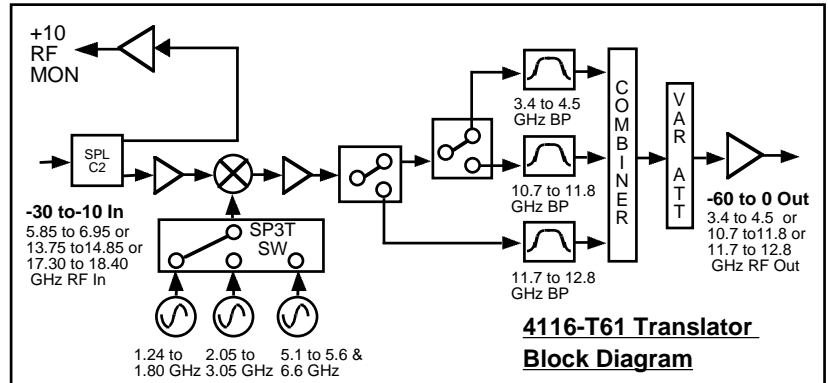 +10
RF
MON
SPL
C2
-30 to-10 In
5.85 to 6.95 or
13.75 to14.85 or
17.30 to 18.40
GHz RF In
SP3T
SW
1.24 to
1.80 GHz
2.05 to
3.05 GHz
5.1 to 5.6 &
6.6 GHz
3.4 to 4.5
GHz BP
10.7 to 11.8
GHz BP
11.7 to 12.8
GHz BP
COMBINER
VAR ATT
-60 to 0 Out
3.4 to 4.5 or
10.7 to11.8 or
11.7 to 12.8
GHz RF Out
4116-T61 Translator
Block Diagram